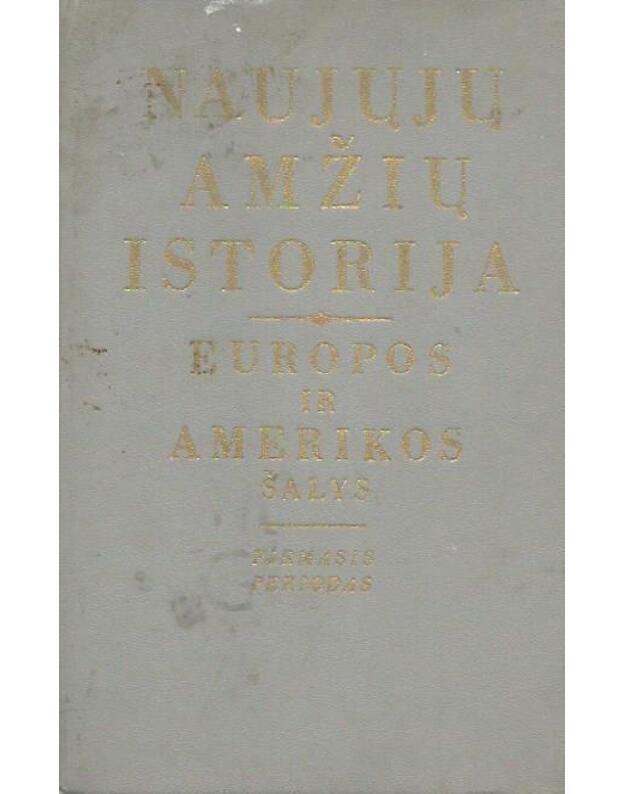 NAUJŲJŲ
AMŽIŲ
ISTORIJA
EUROPOS
IR
AMERIKOS
ŠALYS
PIRMASIS
PERIODAS